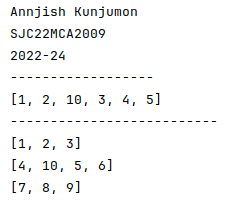 Annjish Kunjumon
SJC22MCA2009
2022-24
------------------
[1, 2, 10, 3, 4, 5]
--------------------------
[1, 2, 3]
[4, 10, 5, 6]
[7, 8, 9]